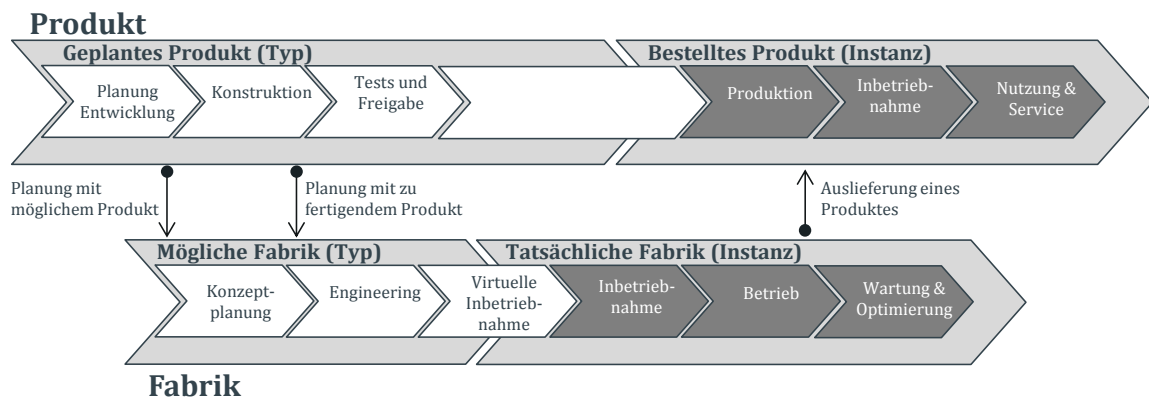 Produkt
Geplantes Produkt (Typ)
Bestelltes Produkt (Instanz)
Planung
Entwicklung
Konstruktion
Tests und
Freigabe
Produktion
Inbetrieb-
nahme
Nutzung &
Service
Planung mit
möglichem Produkt
Planung mit zu
fertigendem Produkt
Auslieferung eines
Produktes
Mögliche Fabrik (Typ)
Tatsächliche Fabrik (Instanz)
Konzept-
planung
Engineering
Virtuelle
Inbetrieb-
nahme
Inbetrieb-
nahme
Betrieb
Wartung &
Optimierung
Fabrik